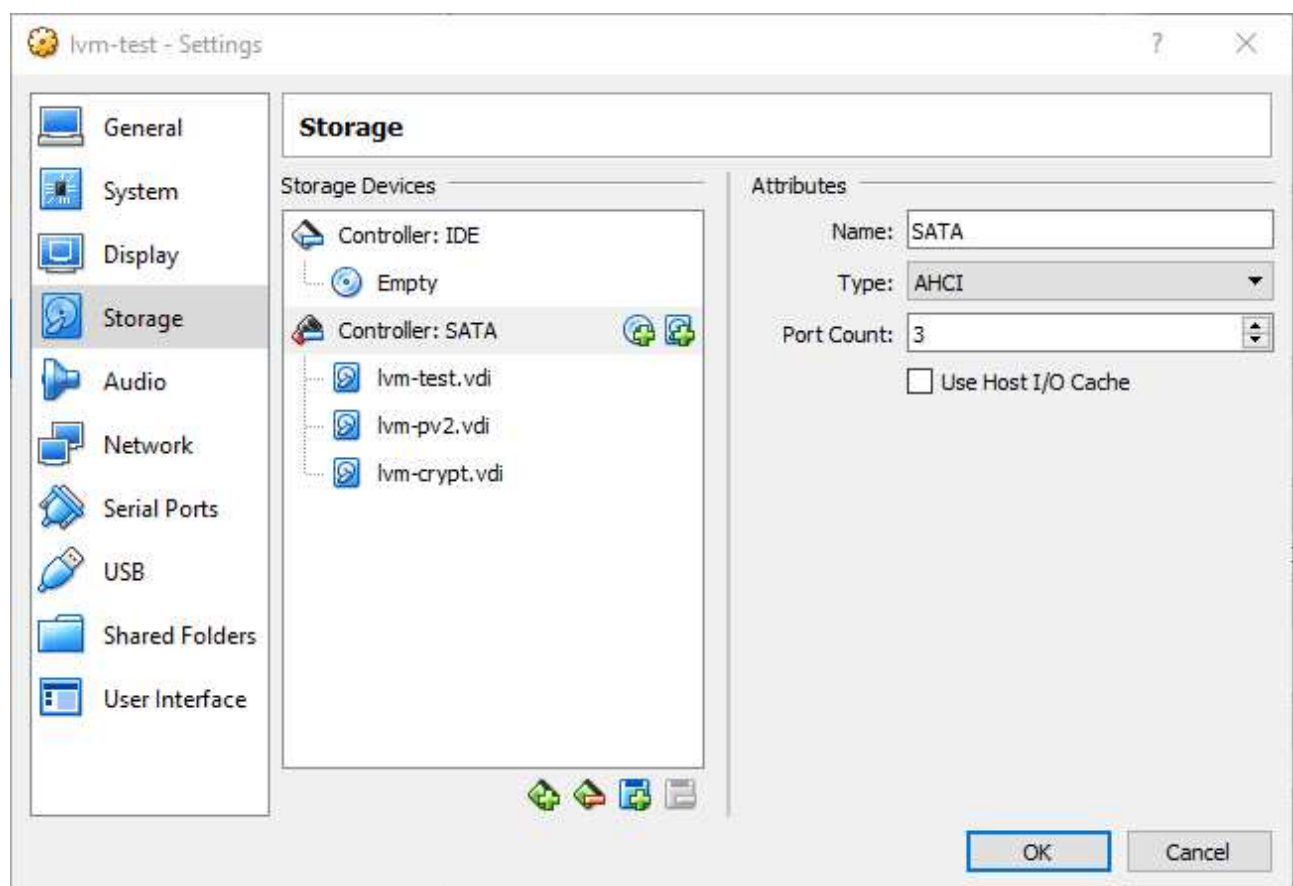 lvm-test - Settings
?
General
System
Display
Storage
Audio
Network
Serial Ports
USB
Shared Folders
User Interface
Storage
Storage Devices
Controller: IDE
Empty
Controller: SATA
lvm-test.vdi
lvm-pv2.vdi
lvm-crypt.vdi
Attributes
Name: SATA
Type: AHCI
Port Count: 3
Use Host I/O Cache
OK
Cancel